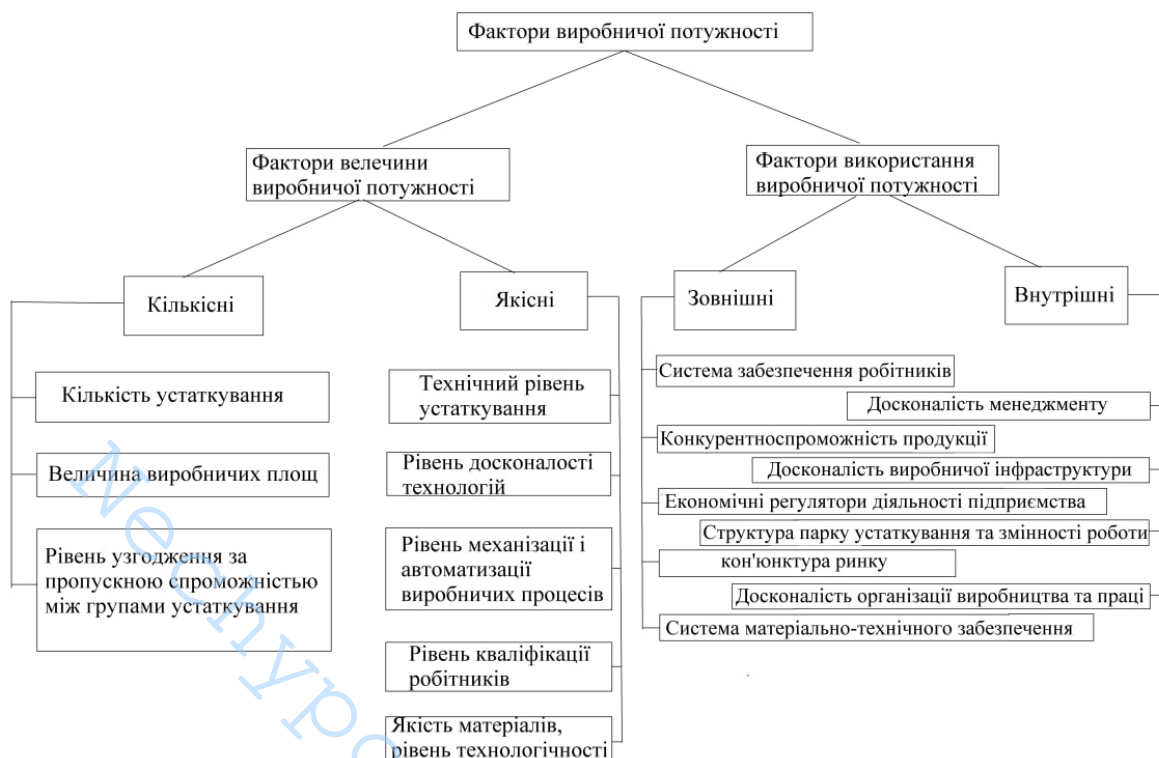 Фактори виробничої потужності
Фактори велечини
виробничої потужності
Фактори використання
виробничої потужності
Кількісні
Якісні
Зовнішні
Внутрішні
Кількість устаткування
Величина виробничих площ
Рівень узгодження за
пропускною спроможністю
між групами устаткування
Технічний рівень
устаткування
Рівень досконалості
технологій
Рівень механізації і
автоматизації
виробничих процесів
Рівень кваліфікації
робітників
Якість матеріалів,
рівень технологічності
Система забезпечення робітників
Досконалість менеджменту
Конкурентноспроможність продукції
Досконалість виробничої інфраструктури
Економічні регулятори діяльності підприємства
Структура парку устаткування та змінності роботи
кон'юнктура ринку
Досконалість організації виробництва та праці
Система матеріально-технічного забезпечення